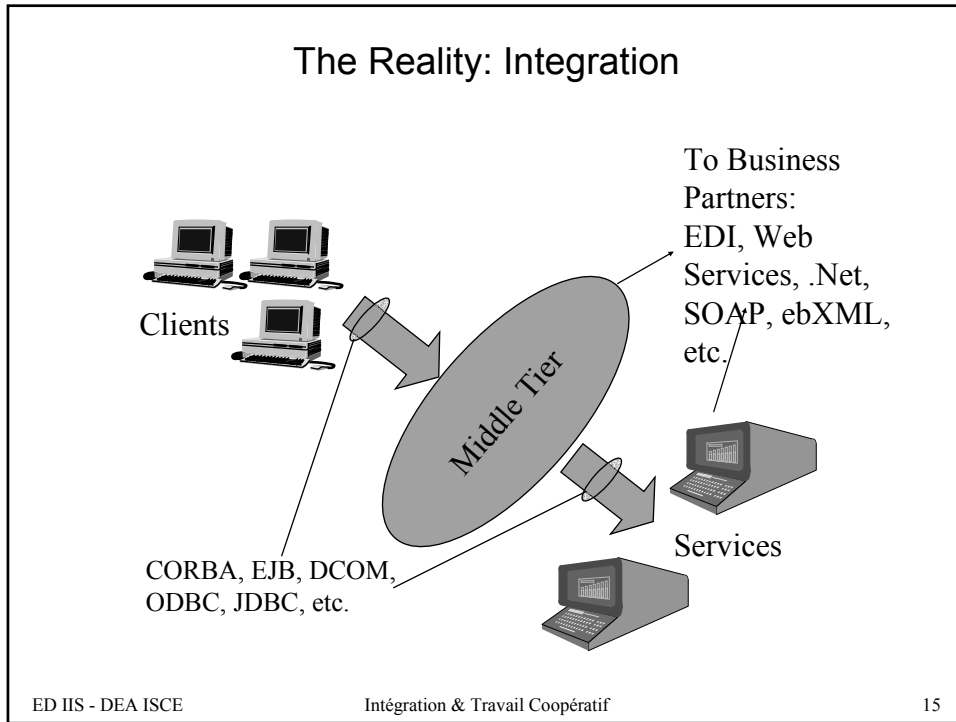 The Reality: Integration
To Business
Partners:
EDI, Web
Services, .Net,
SOAP, ebXML,
etc.
Clients
Middle Tier
Services
CORBA, EJB, DCOM,
ODBC, JDBC, etc.
ED IIS - DEA ISCE Intégration & Travail Coopératif 15